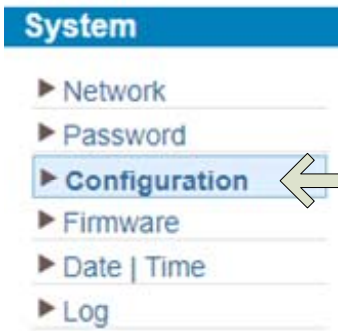 System
Network
Password
Configuration
Firmware
Date | Time
Log